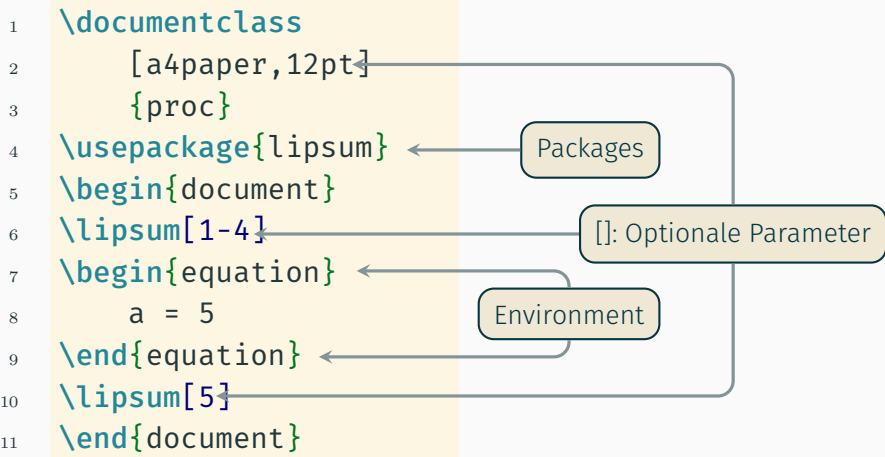 1 \documentclass
2 [a4paper,12pt]
3 {proc}
4 \usepackage{lipsum}
Packages
5 \begin{document}
6 \lipsum[1-4]
[]: Optionale Parameter
7 \begin{equation}
8 a = 5
Environment
9 \end{equation}
10 \lipsum[5]
11 \end{document}